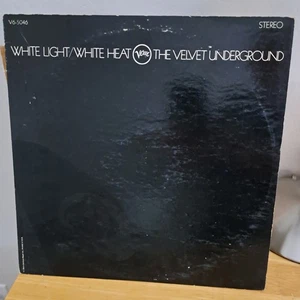 V6-5046 STEREO
WHITE LIGHT/WHITE HEAT Verve THE VELVET UNDERGROUND